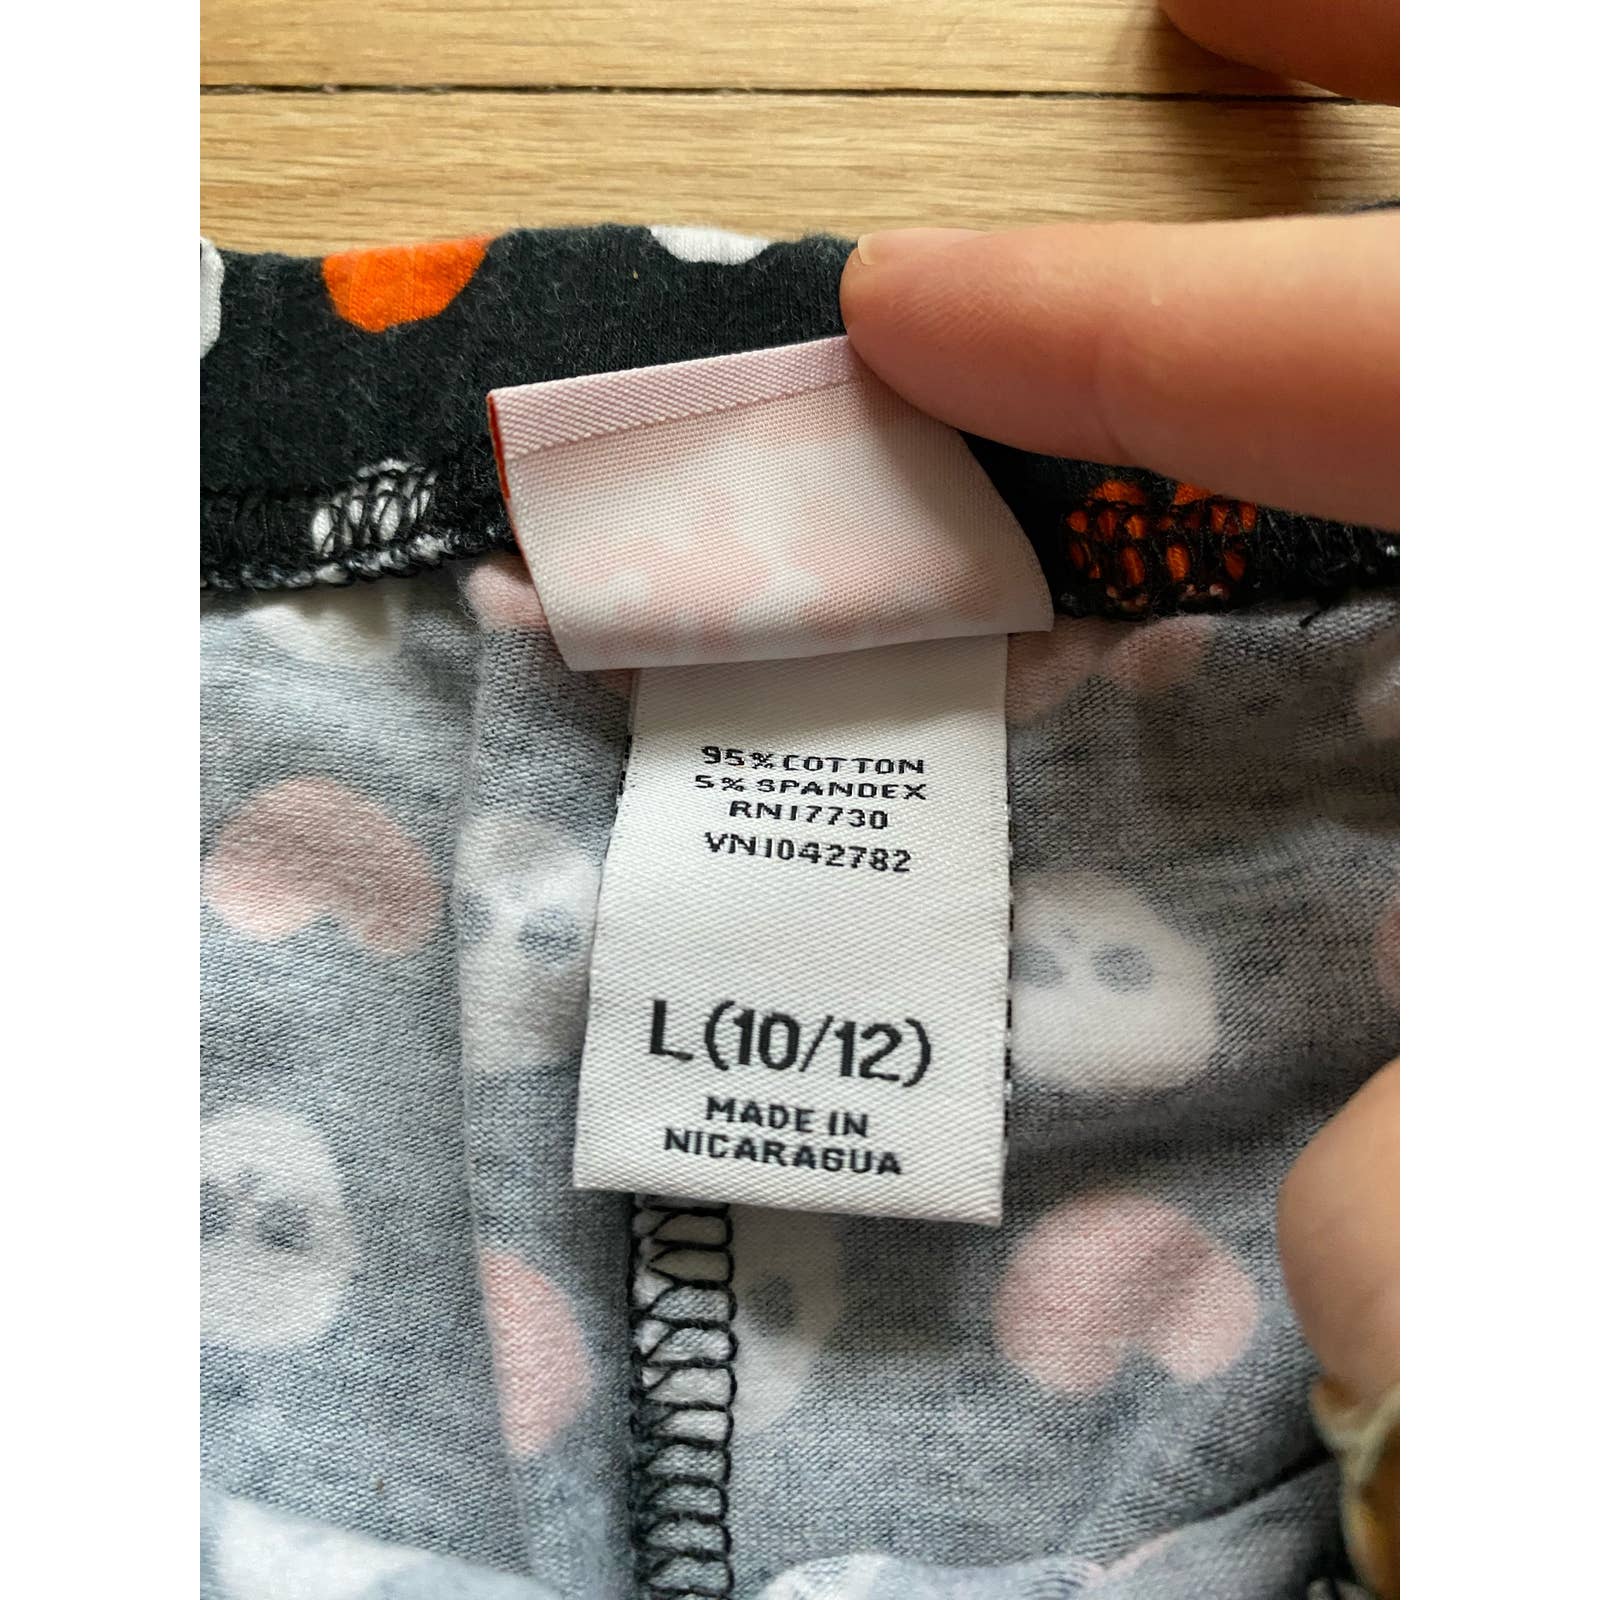 95% COTTON
5% SPANDEX
RN17730
VN1042782
L(10/12)
MADE IN
NICARAGUA